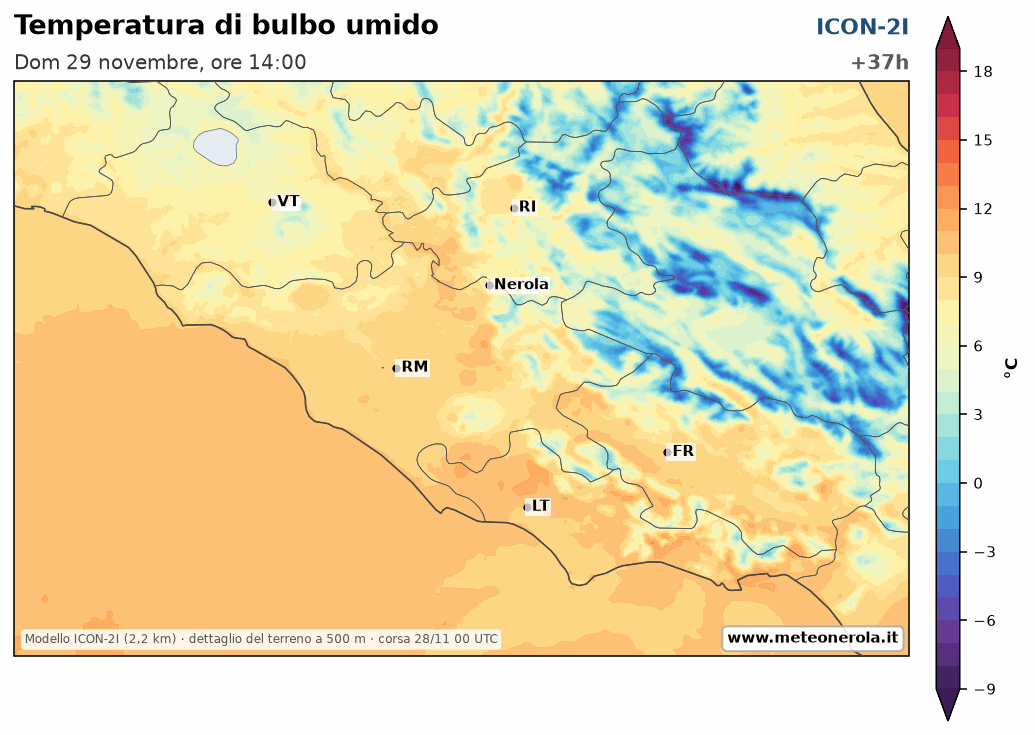 Temperatura di bulbo umido
ICON-2I
Dom 29 novembre, ore 14:00
+37h
VT
RI
Nerola
RM
FR
LT
18
15
12
9
6
3
0
−3
−6
−9
°C
Modello ICON-2I (2,2 km) · dettaglio del terreno a 500 m · corsa 28/11 00 UTC
www.meteonerola.it